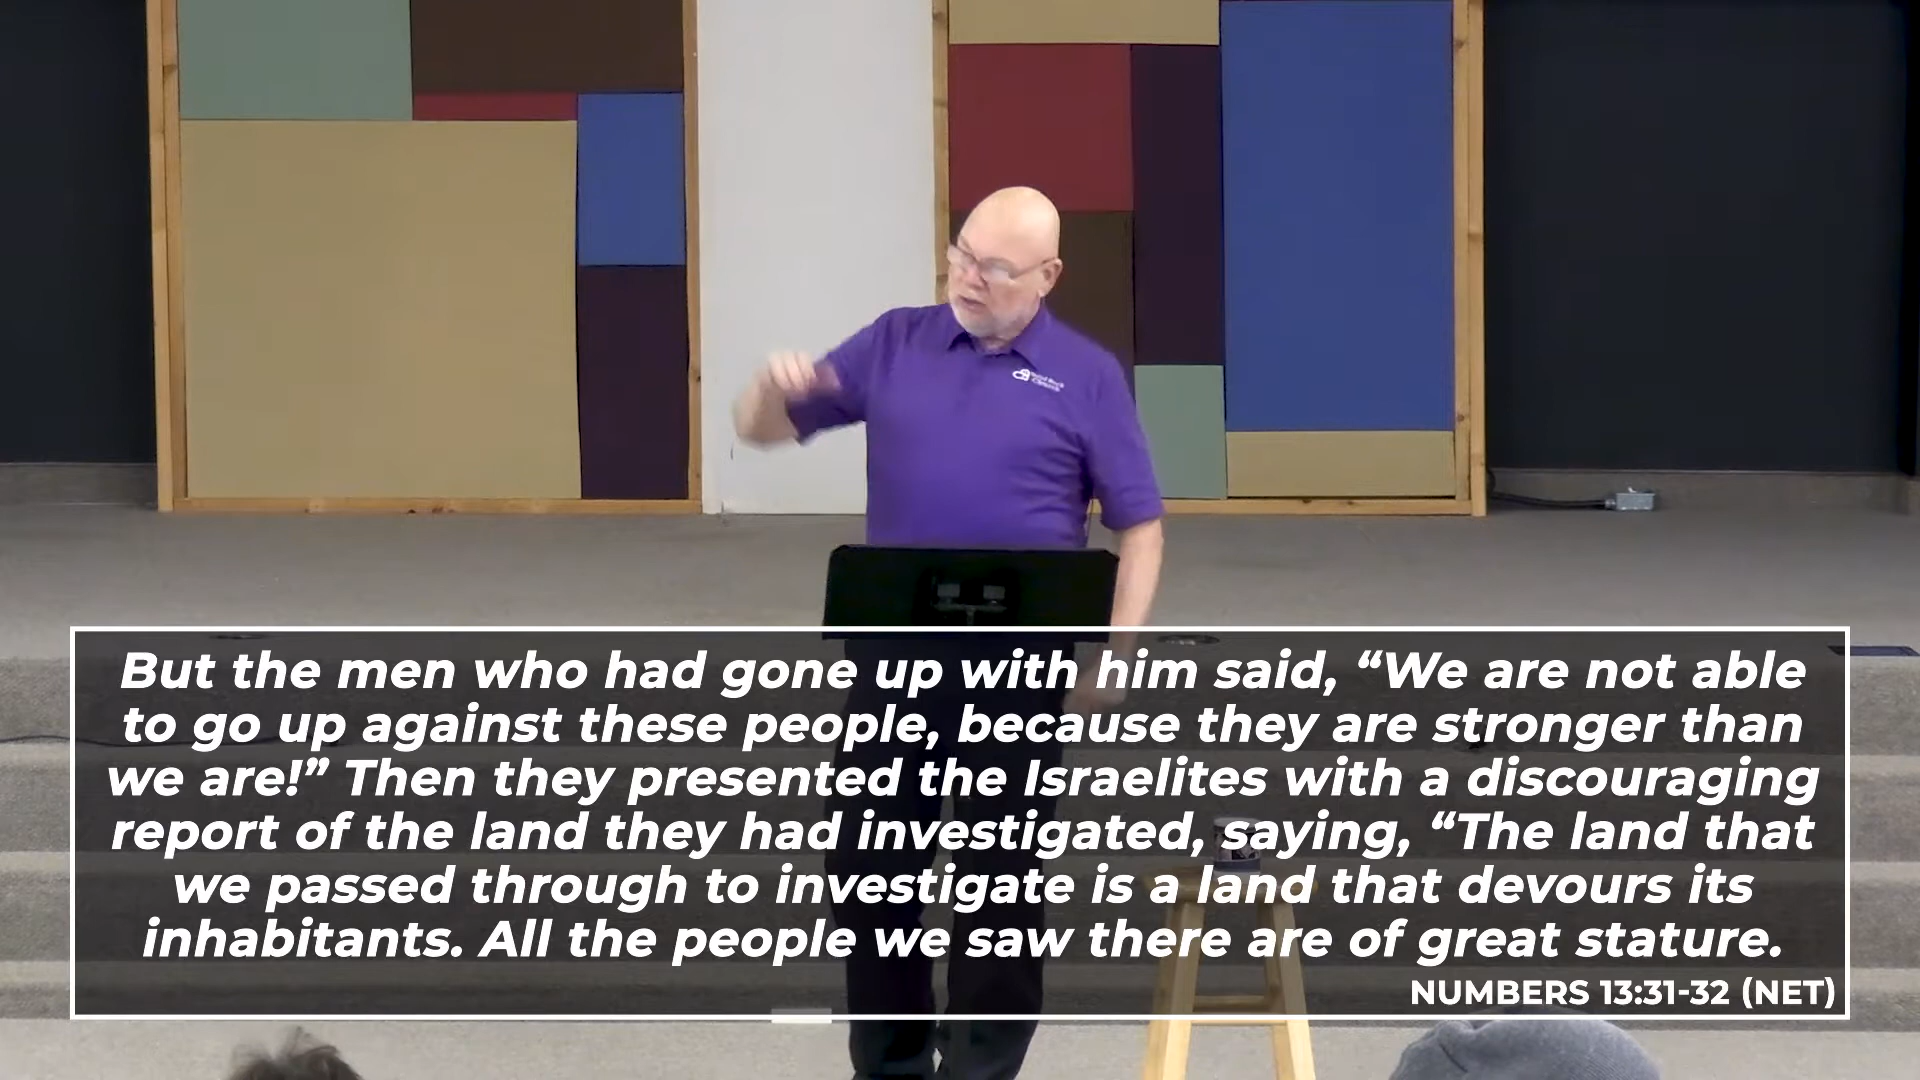 But the men who had gone up with him said, “We are not able
to go up against these people, because they are stronger than
we are!” Then they presented the Israelites with a discouraging
report of the land they had investigated, saying, “The land that
we passed through to investigate is a land that devours its
inhabitants. All the people we saw there are of great stature.
NUMBERS 13:31-32 (NET)